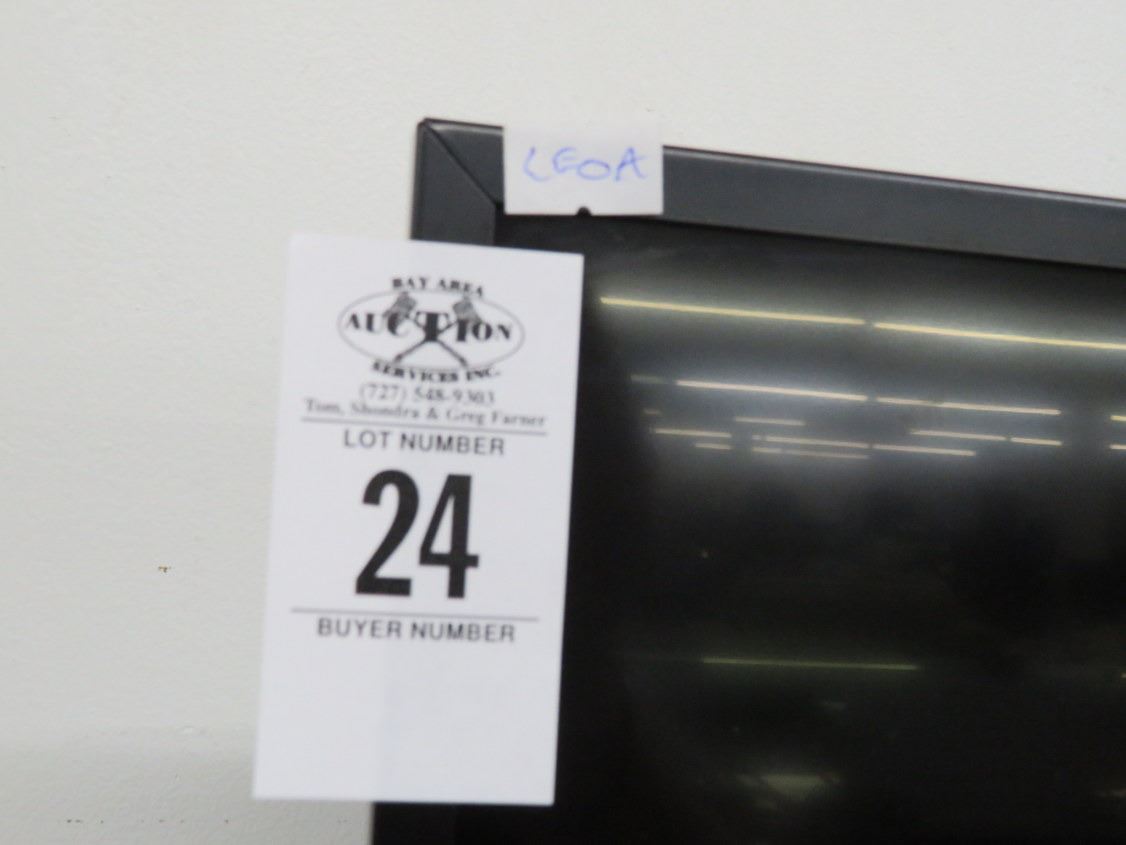 LEOA
BAY AREA
AUCTION
SERVICES INC.
(727) 548-9303
Tom, Shondra & Greg Farner
LOT NUMBER
24
BUYER NUMBER